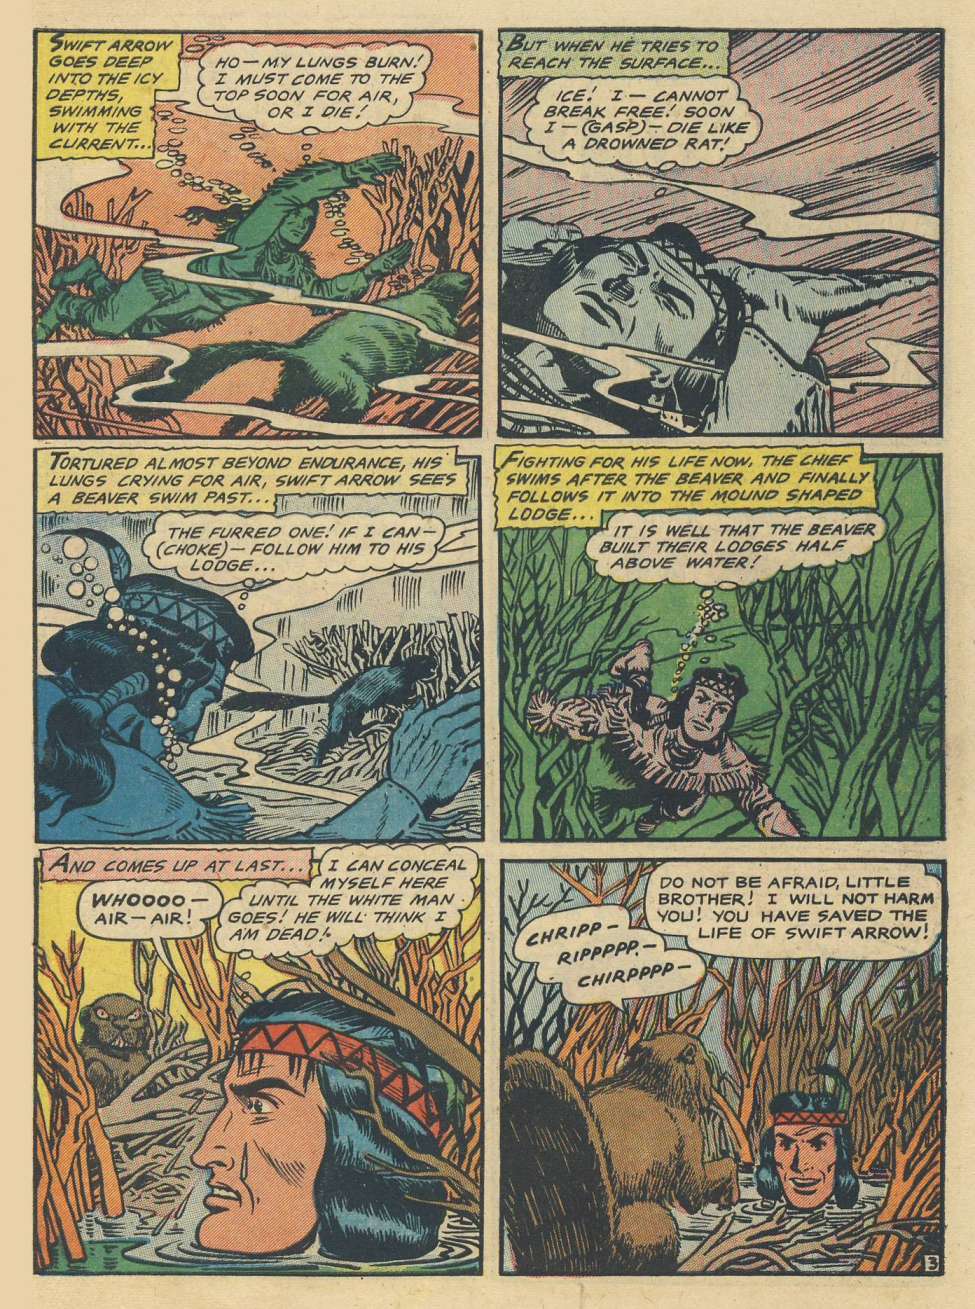 SWIFT ARROW
GOES DEEP
INTO THE ICY
DEPTHS,
SWIMMING
WITH THE
CURRENT...
HO — MY LUNGS BURN!
I MUST COME TO THE
TOP SOON FOR AIR,
OR I DIE!
BUT WHEN HE TRIES TO
REACH THE SURFACE...
ICE! I — CANNOT
BREAK FREE! SOON
I — (GASP) — DIE LIKE
A DROWNED RAT!
TORTURED ALMOST BEYOND ENDURANCE, HIS
LUNGS CRYING FOR AIR, SWIFT ARROW SEES
A BEAVER SWIM PAST...
THE FURRED ONE! IF I CAN —
(CHOKE) — FOLLOW HIM TO HIS
LODGE...
FIGHTING FOR HIS LIFE NOW, THE CHIEF
SWIMS AFTER THE BEAVER AND FINALLY
FOLLOWS IT INTO THE MOUND SHAPED
LODGE...
IT IS WELL THAT THE BEAVER
BUILT THEIR LODGES HALF
ABOVE WATER!
AND COMES UP AT LAST...
WHOOOO —
AIR — AIR!
I CAN CONCEAL
MYSELF HERE
UNTIL THE WHITE MAN
GOES! HE WILL THINK I
AM DEAD!
CHRIPP —
RIPPPPP —
CHIRPPPP —
DO NOT BE AFRAID, LITTLE
BROTHER! I WILL NOT HARM
YOU! YOU HAVE SAVED THE
LIFE OF SWIFT ARROW!
3